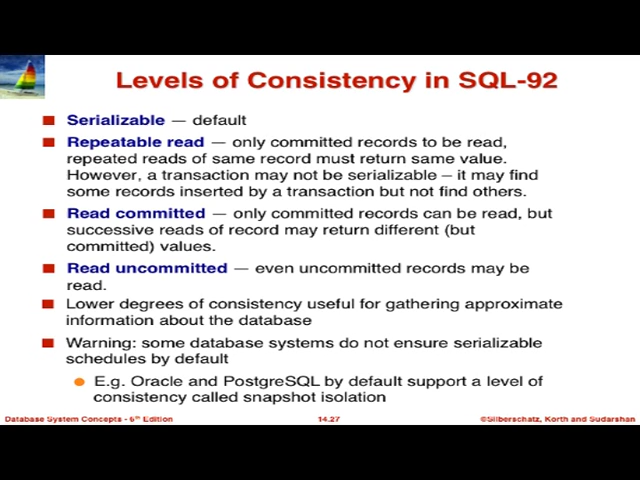 Levels of Consistency in SQL-92
Serializable — default
Repeatable read — only committed records to be read,
repeated reads of same record must return same value.
However, a transaction may not be serializable – it may find
some records inserted by a transaction but not find others.
Read committed — only committed records can be read, but
successive reads of record may return different (but
committed) values.
Read uncommitted — even uncommitted records may be
read.
Lower degrees of consistency useful for gathering approximate
information about the database
Warning: some database systems do not ensure serializable
schedules by default
E.g. Oracle and PostgreSQL by default support a level of
consistency called snapshot isolation
Database System Concepts - 6th Edition 14.27 ©Silberschatz, Korth and Sudarshan